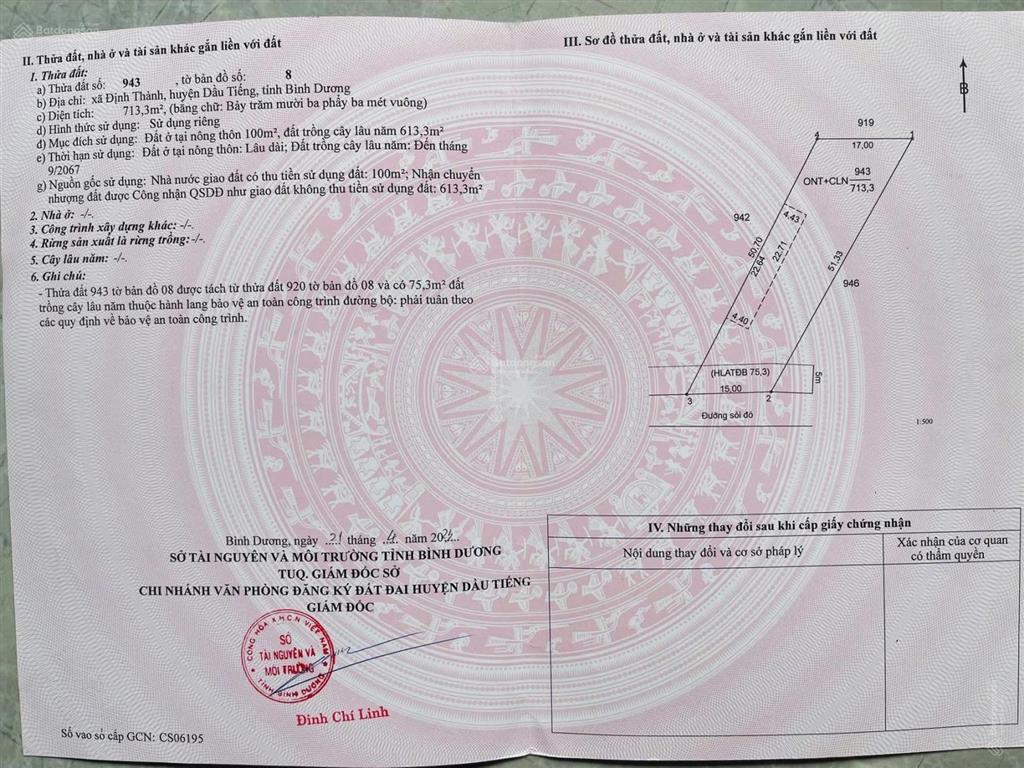 II. Thửa đất, nhà ở và tài sản khác gắn liền với đất
1. Thửa đất:
a) Thửa đất số: 943 , tờ bản đồ số: 8
b) Địa chỉ: xã Định Thành, huyện Dầu Tiếng, tỉnh Bình Dương
c) Diện tích: 713,3m², (bằng chữ: Bảy trăm mười ba phẩy ba mét vuông)
d) Hình thức sử dụng: Sử dụng riêng
đ) Mục đích sử dụng: Đất ở tại nông thôn 100m², đất trồng cây lâu năm 613,3m²
e) Thời hạn sử dụng: Đất ở tại nông thôn: Lâu dài; Đất trồng cây lâu năm: Đến tháng
9/2067
g) Nguồn gốc sử dụng: Nhà nước giao đất có thu tiền sử dụng đất: 100m²; Nhận chuyển
nhượng đất được Công nhận QSDĐ như giao đất không thu tiền sử dụng đất: 613,3m²
2. Nhà ở: -/-.
3. Công trình xây dựng khác: -/-.
4. Rừng sản xuất là rừng trồng:-/-.
5. Cây lâu năm: -/-.
6. Ghi chú:
- Thửa 943 tờ bản đồ 08 được tách từ thửa đất 920 tờ bản đồ 08 và có 75,3m² đất
trồng cây lâu năm thuộc hành lang bảo vệ an toàn công trình đường bộ: phải tuân theo
các quy định về bảo vệ an toàn công trình.
Bình Dương, ngày 21 tháng 4 năm 202
SỞ TÀI NGUYÊN VÀ MÔI TRƯỜNG TỈNH BÌNH DƯƠNG
TUQ. GIÁM ĐỐC SỞ
CHI NHÁNH VĂN PHÒNG ĐĂNG KÝ ĐẤT ĐAI HUYỆN DẦU TIẾNG
GIÁM ĐỐC
CỘNG HÒA X.H.C.N VIỆT NAM
SỞ
TÀI NGUYÊN VÀ
MÔI TRƯỜNG
TỈNH BÌNH DƯƠNG
Đinh Chí Linh
Số vào sổ cấp GCN: CS06195
III. Sơ đồ thửa đất, nhà ở và tài sản khác gắn liền với đất
B
919
4
1
17,00
943
ONT+CLN
713,3
942
4.43
50,70
22.64
22.71
51,33
946
4.40
(HLATĐB 75,3)
5m
15,00
3
2
Đường sỏi đỏ
1:500
IV. Những thay đổi sau khi cấp giấy chứng nhận
Nội dung thay đổi và cơ sở pháp lý
Xác nhận của cơ quan
có thẩm quyền
Batdongsan
Batdongsan